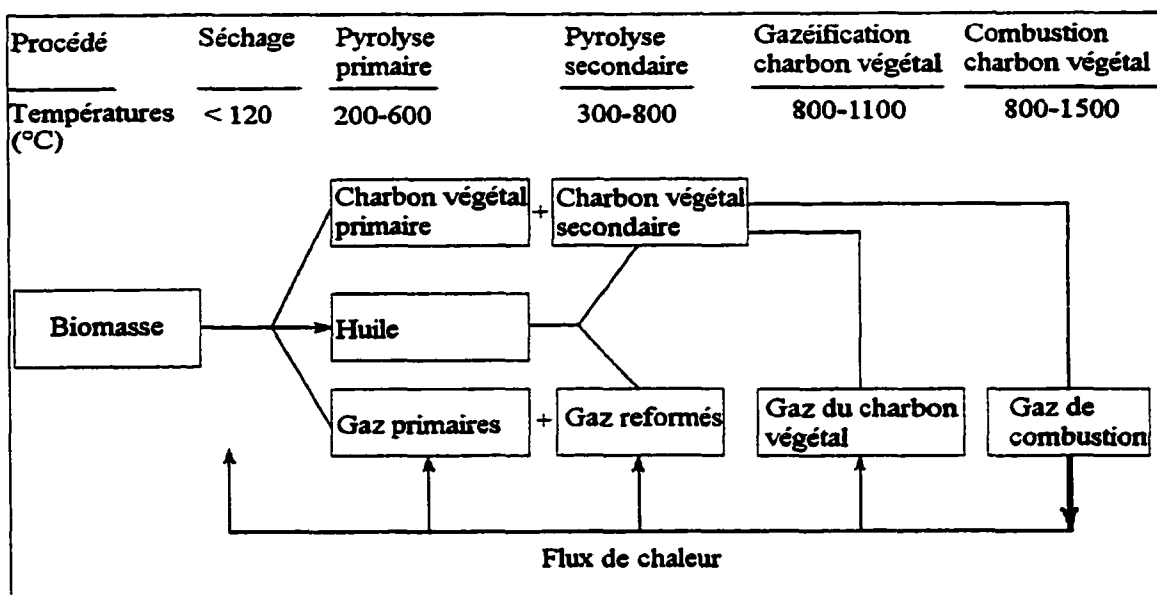 Procédé
Séchage
Pyrolyse
primaire
Pyrolyse
secondaire
Gazéification
charbon végétal
Combustion
charbon végétal
Températures
(°C)
< 120
200-600
300-800
800-1100
800-1500
Charbon végétal
primaire
+
Charbon végétal
secondaire
Biomasse
Huile
Gaz primaires
+
Gaz reformés
Gaz du charbon
végétal
Gaz de
combustion
Flux de chaleur